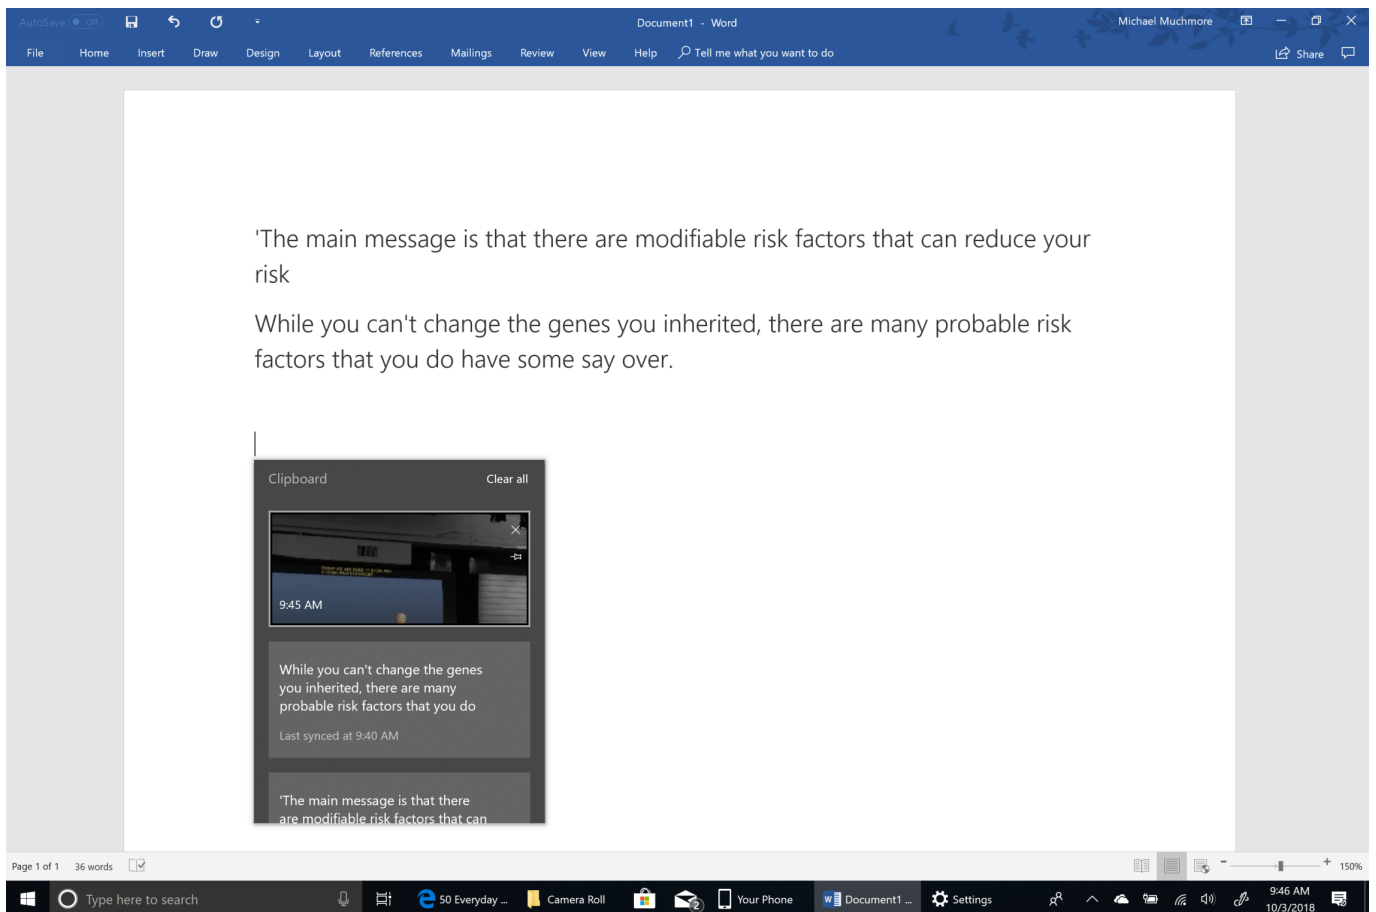 AutoSave Off
Document1 - Word
Michael Muchmore
File Home Insert Draw Design Layout References Mailings Review View Help Tell me what you want to do
Share
'The main message is that there are modifiable risk factors that can reduce your
risk
While you can't change the genes you inherited, there are many probable risk
factors that you do have some say over.
Clipboard Clear all
9:45 AM
While you can't change the genes
you inherited, there are many
probable risk factors that you do
Last synced at 9:40 AM
'The main message is that there
are modifiable risk factors that can
Page 1 of 1 36 words
- + 150%
Type here to search
50 Everyday ...
Camera Roll
2
Your Phone
Document1 ...
Settings
9:46 AM
10/3/2018